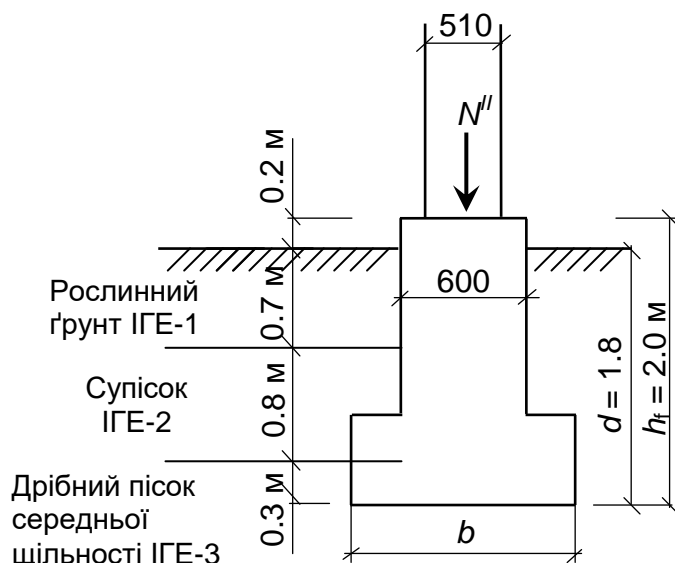 510
N^II
0.2 м
Рослинний
ґрунт ІГЕ-1
0.7 м
600
Супісок
ІГЕ-2
0.8 м
d = 1.8
hf = 2.0 м
Дрібний пісок
середньої
щільності ІГЕ-3
0.3 м
b